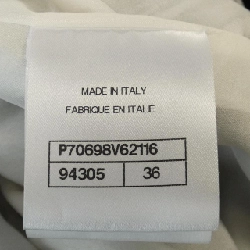 MADE IN ITALY
FABRIQUE EN ITALIE
P70698V62116
94305 36